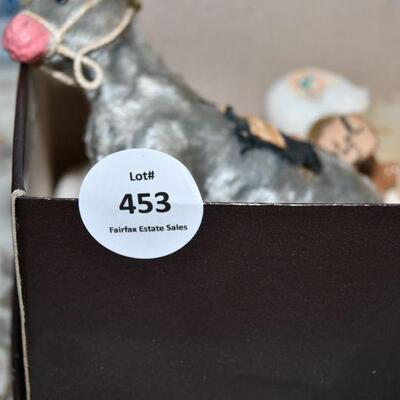 Lot#
453
Fairfax Estate Sales